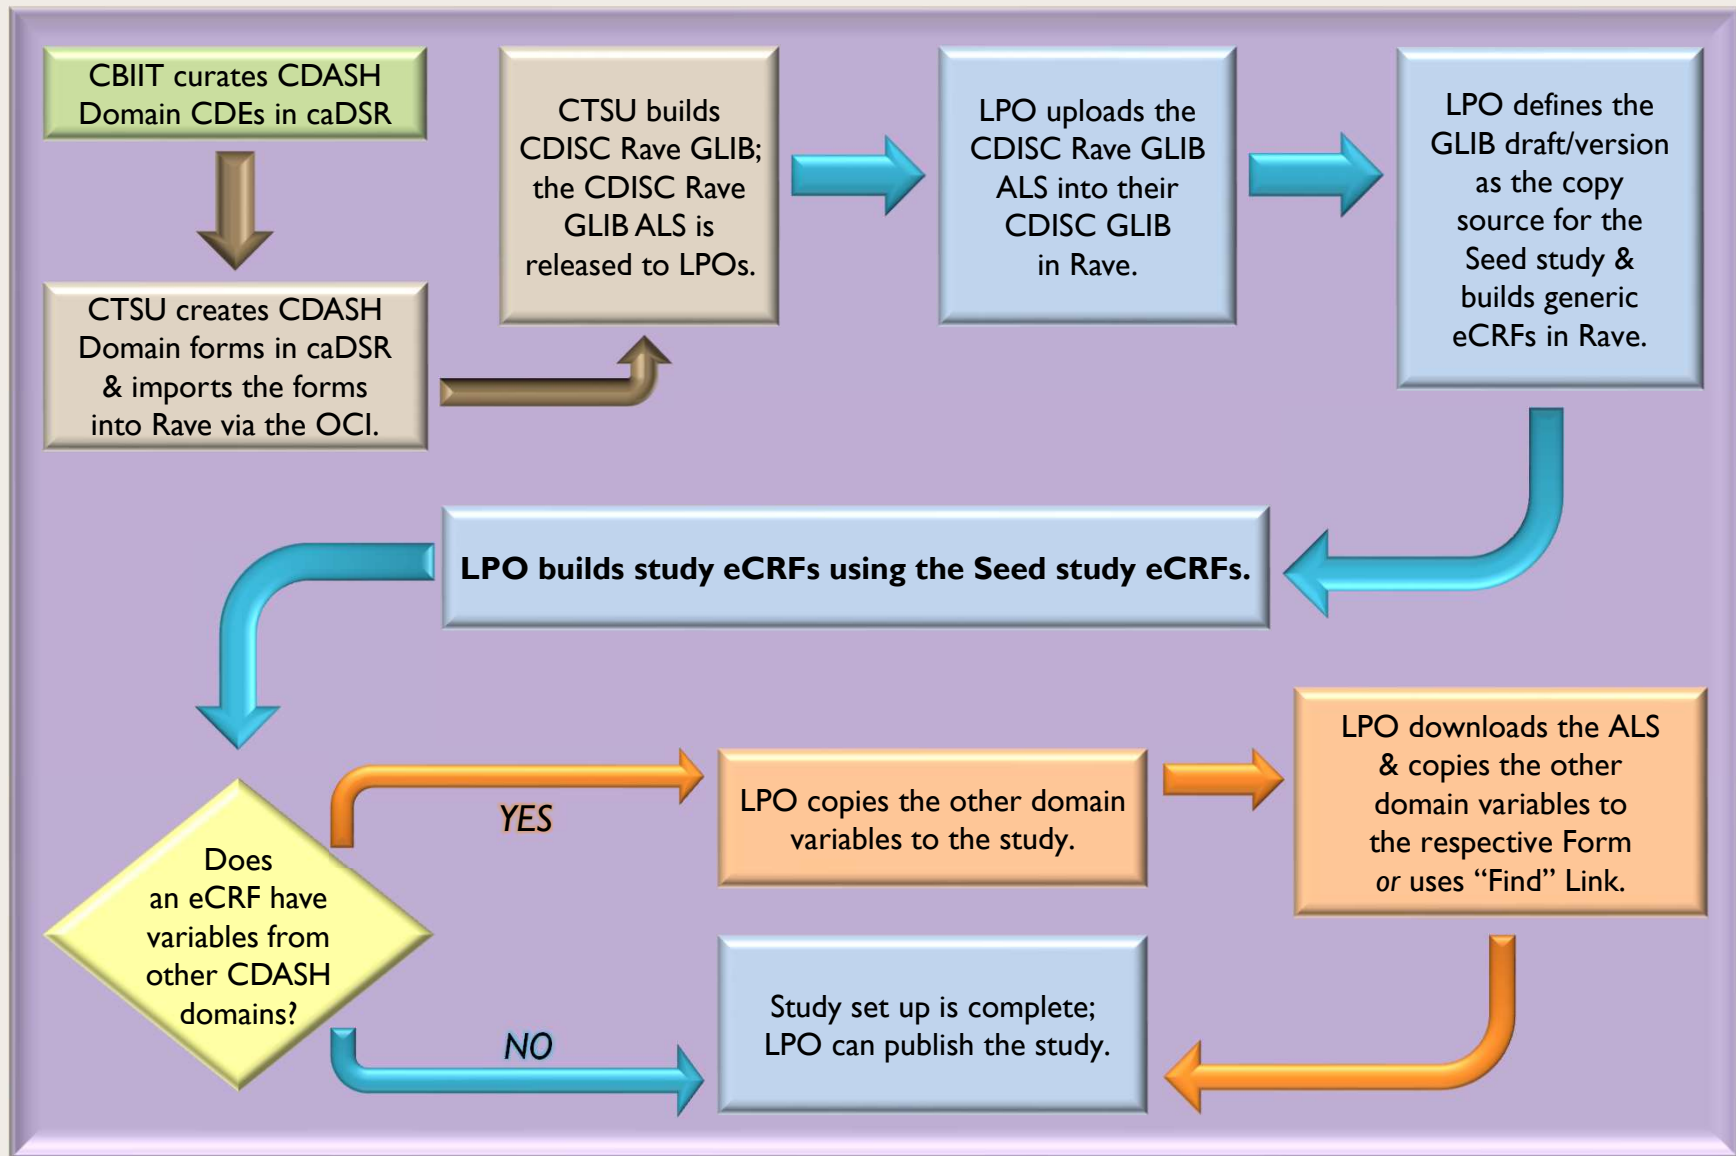 CBIIT curates CDASH
Domain CDEs in caDSR
CTSU creates CDASH
Domain forms in caDSR
& imports the forms
into Rave via the OCI.
CTSU builds
CDISC Rave GLIB;
the CDISC Rave
GLIB ALS is
released to LPOs.
LPO uploads the
CDISC Rave GLIB
ALS into their
CDISC GLIB
in Rave.
LPO defines the
GLIB draft/version
as the copy
source for the
Seed study &
builds generic
eCRFs in Rave.
LPO builds study eCRFs using the Seed study eCRFs.
Does
an eCRF have
variables from
other CDASH
domains?
YES
LPO copies the other domain
variables to the study.
LPO downloads the ALS
& copies the other
domain variables to
the respective Form
or uses “Find” Link.
NO
Study set up is complete;
LPO can publish the study.